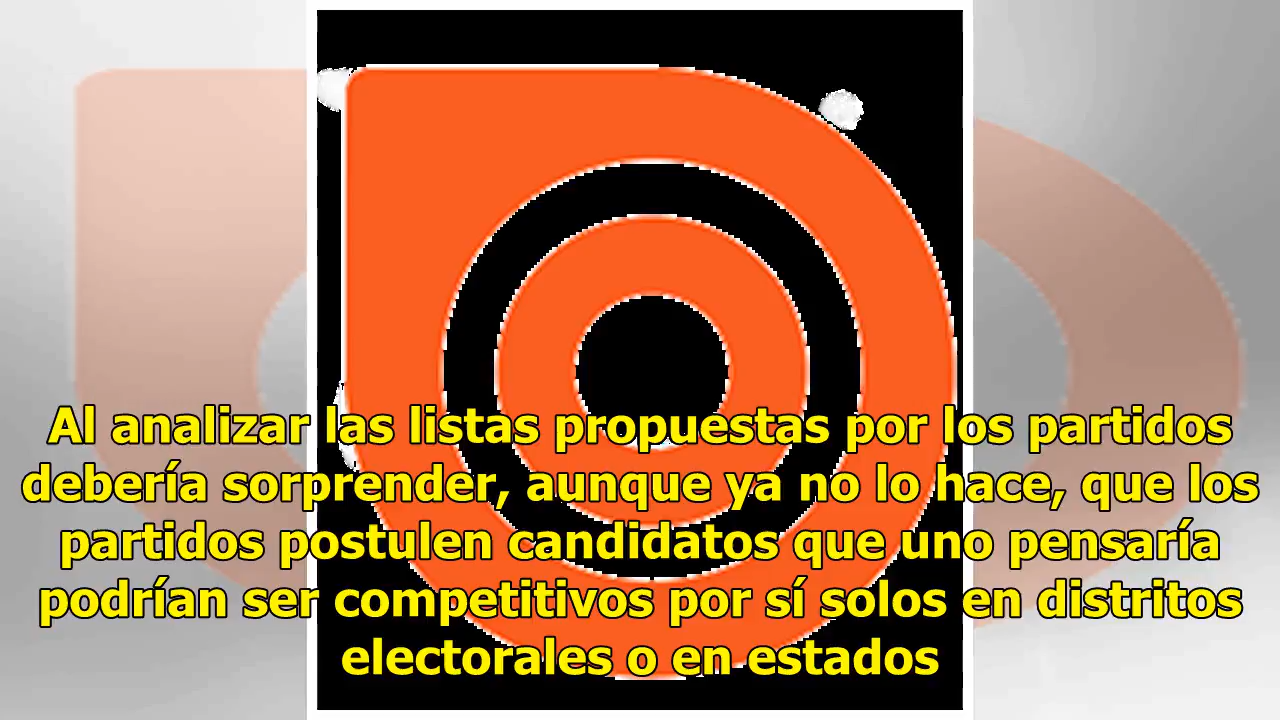 Al analizar las listas propuestas por los partidos
debería sorprender, aunque ya no lo hace, que los
partidos postulen candidatos que uno pensaría
podrían ser competitivos por sí solos en distritos
electorales o en estados